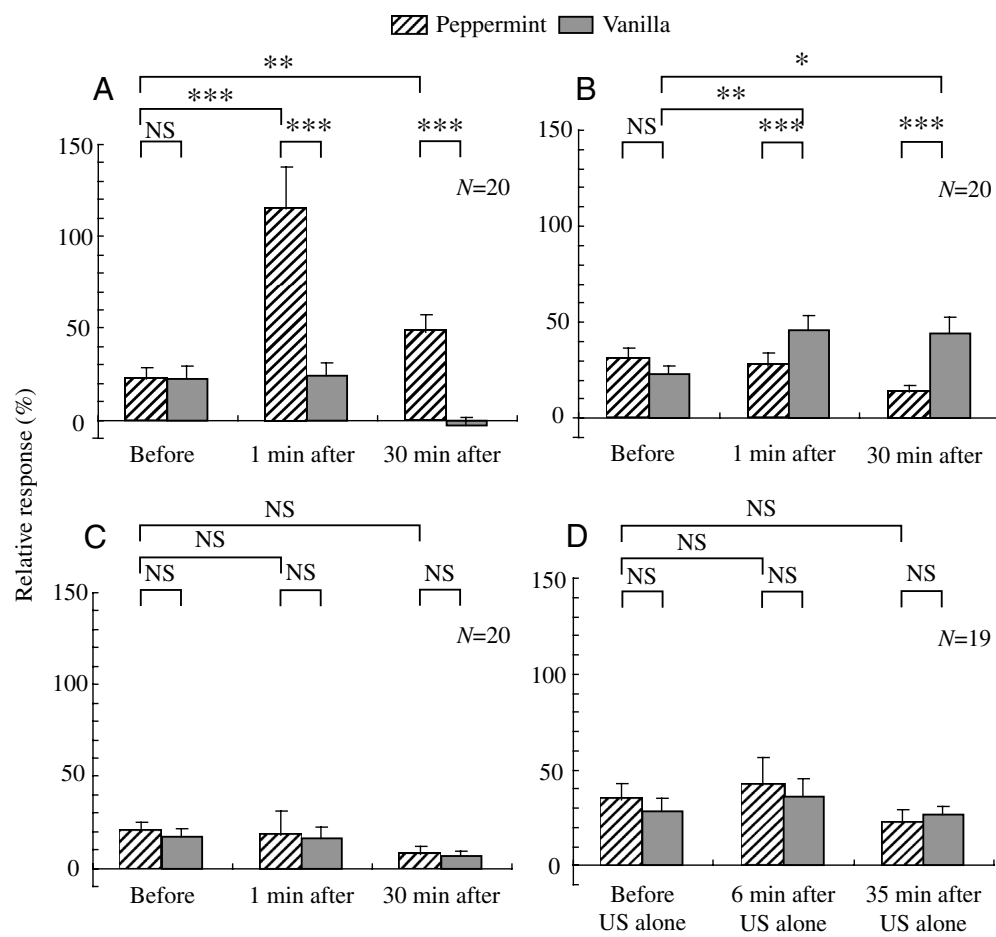 Peppermint Vanilla
A
**
***
NS *** ***
150
100
50
0
N=20
Before 1 min after 30 min after
B
*
**
NS *** ***
150
100
50
0
N=20
Before 1 min after 30 min after
Relative response (%)
C
NS
NS
NS NS NS
150
100
50
0
N=20
Before 1 min after 30 min after
D
NS
NS
NS NS NS
150
100
50
0
N=19
Before 6 min after 35 min after
US alone US alone US alone